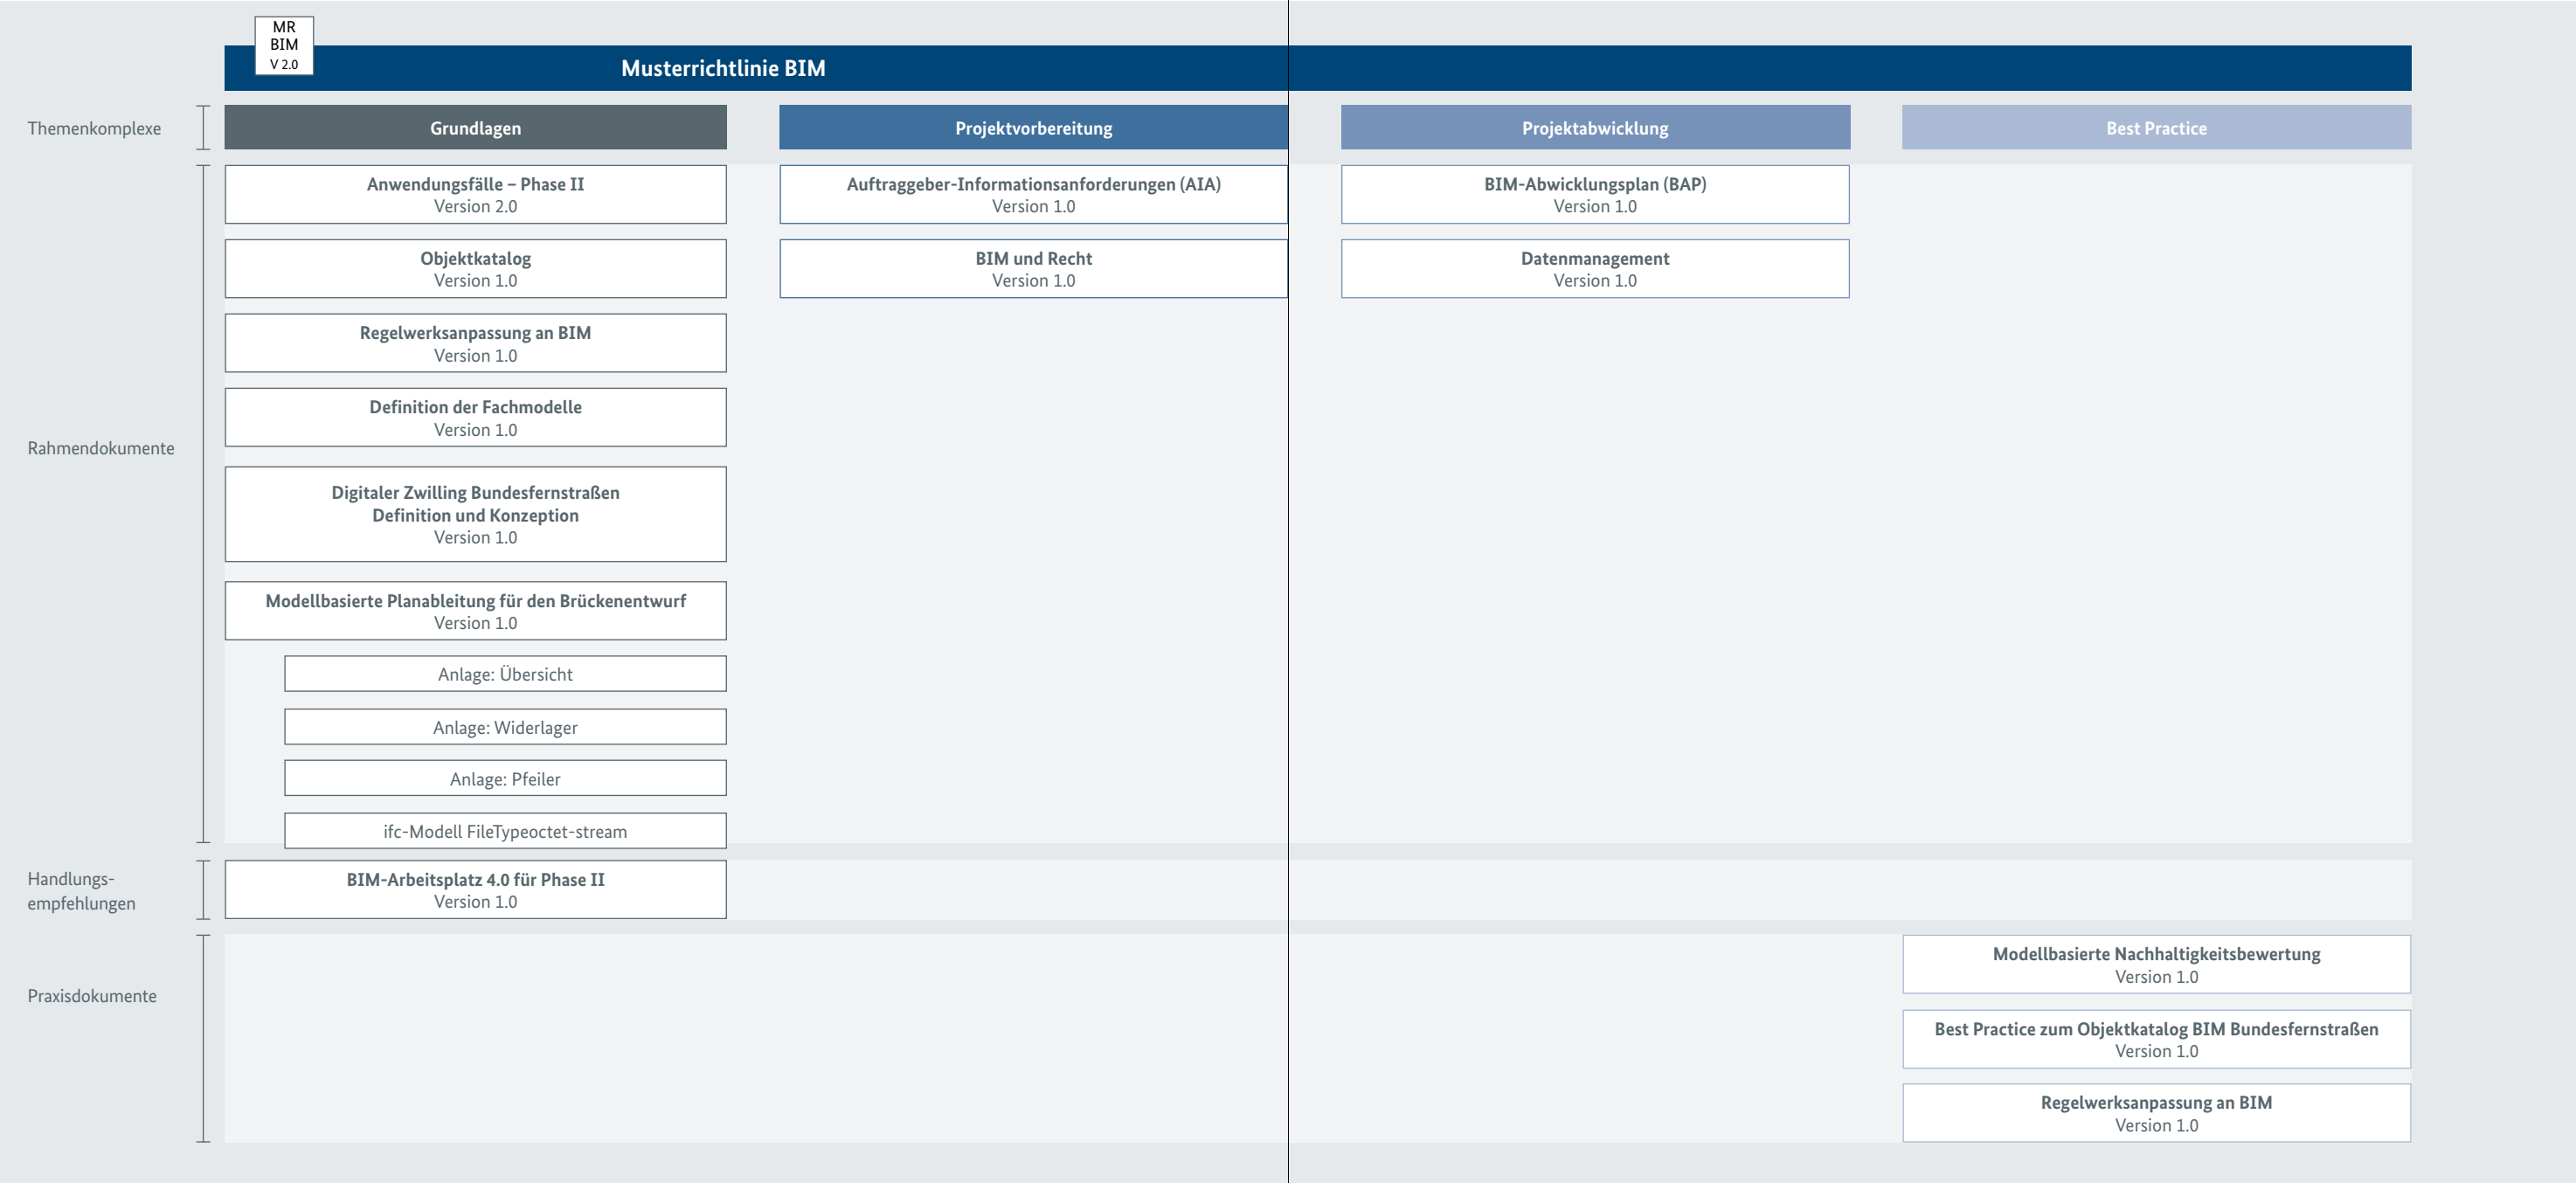 MR
BIM
V 2.0
Musterrichtlinie BIM
Themenkomplexe
Grundlagen
Projektvorbereitung
Projektabwicklung
Best Practice
Rahmendokumente
Anwendungsfälle – Phase II
Version 2.0
Objektkatalog
Version 1.0
Regelwerksanpassung an BIM
Version 1.0
Definition der Fachmodelle
Version 1.0
Digitaler Zwilling Bundesfernstraßen
Definition und Konzeption
Version 1.0
Modellbasierte Planableitung für den Brückenentwurf
Version 1.0
Anlage: Übersicht
Anlage: Widerlager
Anlage: Pfeiler
ifc-Modell FileTypeoctet-stream
Auftraggeber-Informationsanforderungen (AIA)
Version 1.0
BIM und Recht
Version 1.0
BIM-Abwicklungsplan (BAP)
Version 1.0
Datenmanagement
Version 1.0
Handlungs-
empfehlungen
BIM-Arbeitsplatz 4.0 für Phase II
Version 1.0
Praxisdokumente
Modellbasierte Nachhaltigkeitsbewertung
Version 1.0
Best Practice zum Objektkatalog BIM Bundesfernstraßen
Version 1.0
Regelwerksanpassung an BIM
Version 1.0